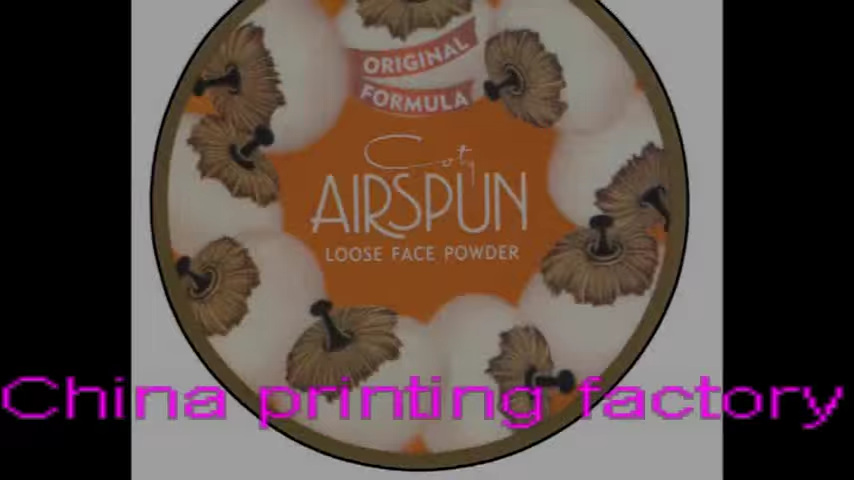 ORIGINAL
FORMULA
Coty
AIRSPUN
LOOSE FACE POWDER
China printing factory